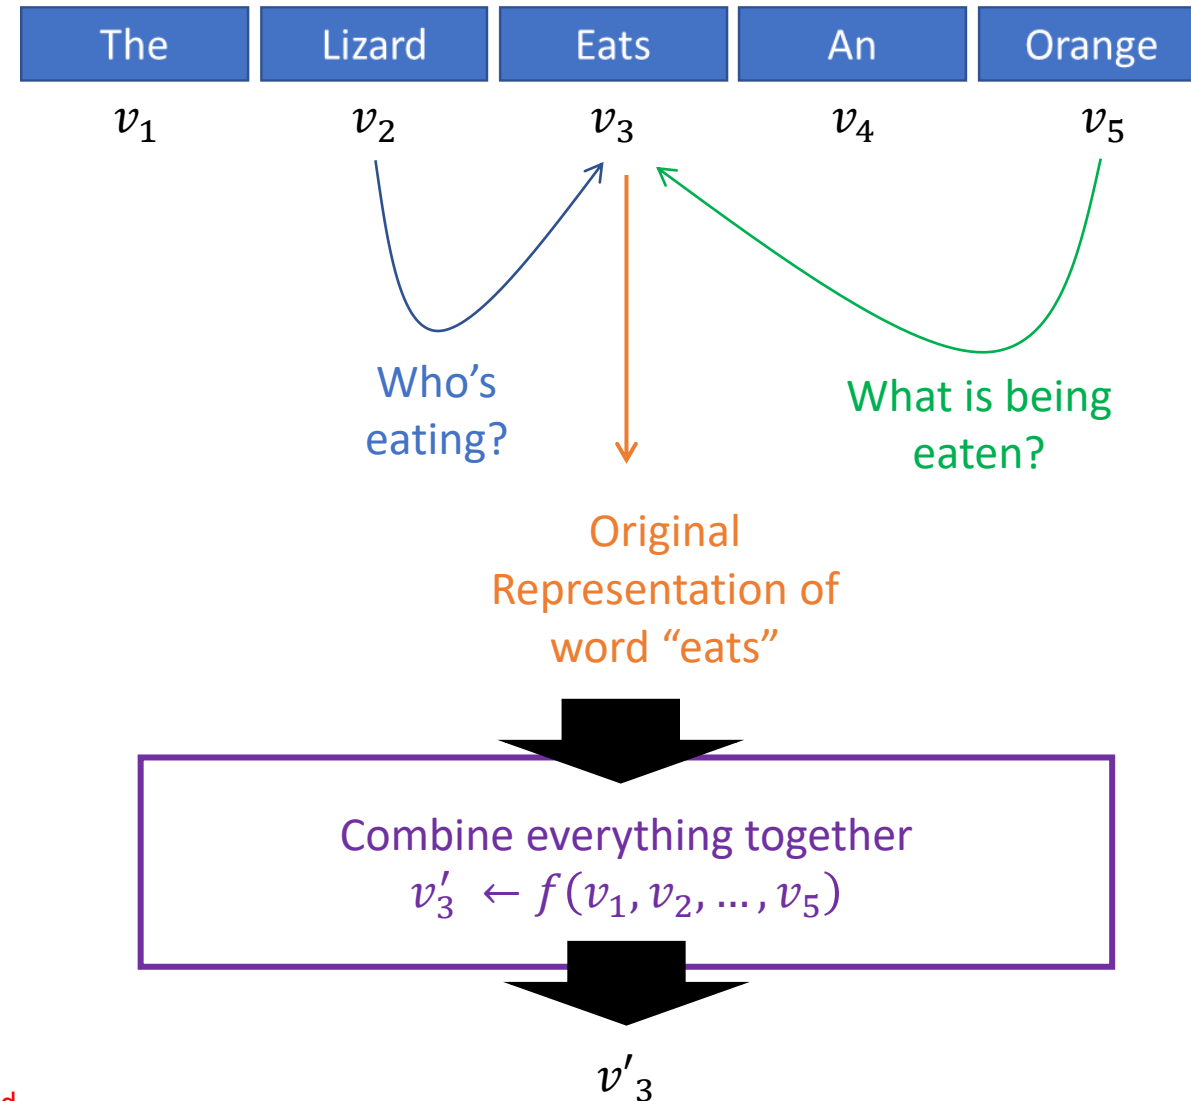 The Lizard Eats An Orange
v₁ v₂ v₃ v₄ v₅
Who’s
eating?
What is being
eaten?
Original
Representation of
word “eats”
Combine everything together
v′₃ ← f(v₁, v₂, … , v₅)
v′₃
d